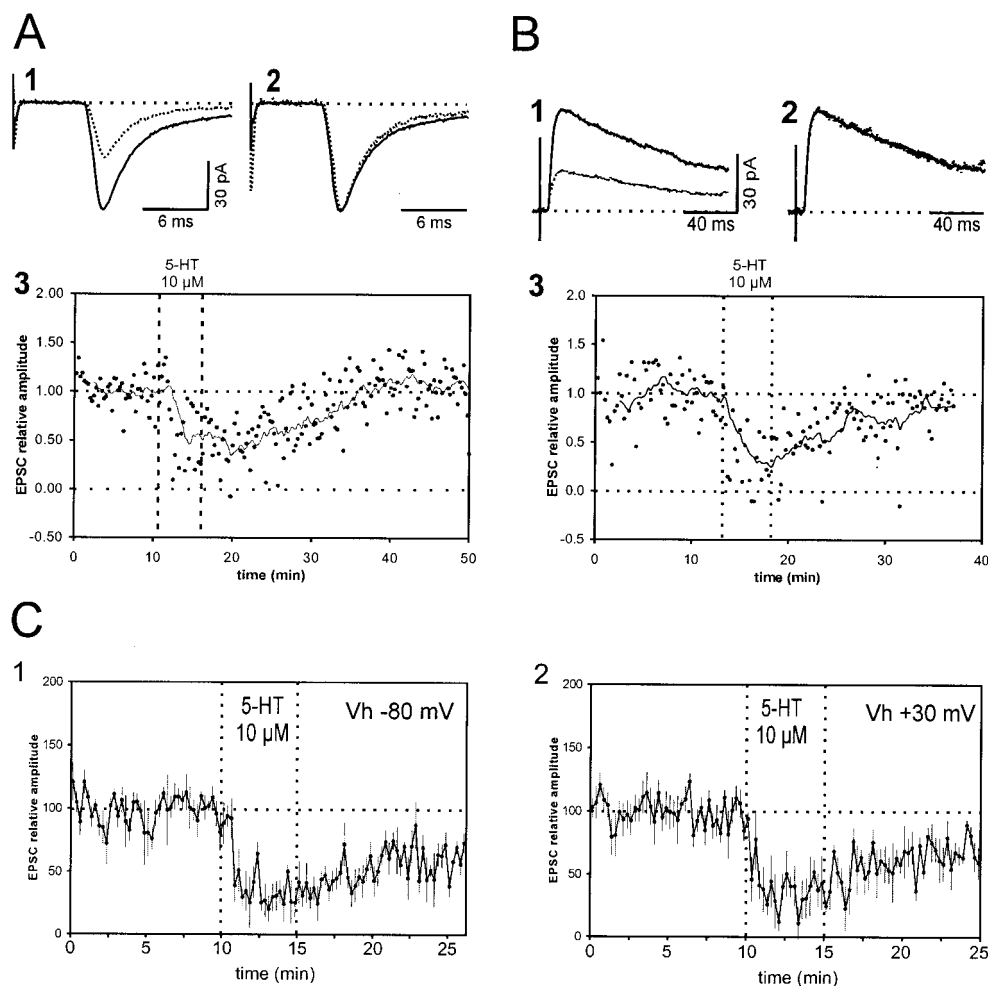 A
B
1
2
30 pA
6 ms
6 ms
1
2
30 pA
40 ms
40 ms
3
5-HT
10 µM
EPSC relative amplitude
2.00
1.50
1.00
0.50
0.00
-0.50
0 10 20 30 40 50
time (min)
3
5-HT
10 µM
EPSC relative amplitude
2.0
1.5
1.0
0.5
0.0
-0.5
0 10 20 30 40
time (min)
C
1
EPSC relative amplitude
200
150
100
50
0
5-HT
10 µM
Vh -80 mV
0 5 10 15 20 25
time (min)
2
EPSC relative amplitude
200
150
100
50
0
5-HT
10 µM
Vh +30 mV
0 5 10 15 20 25
time (min)